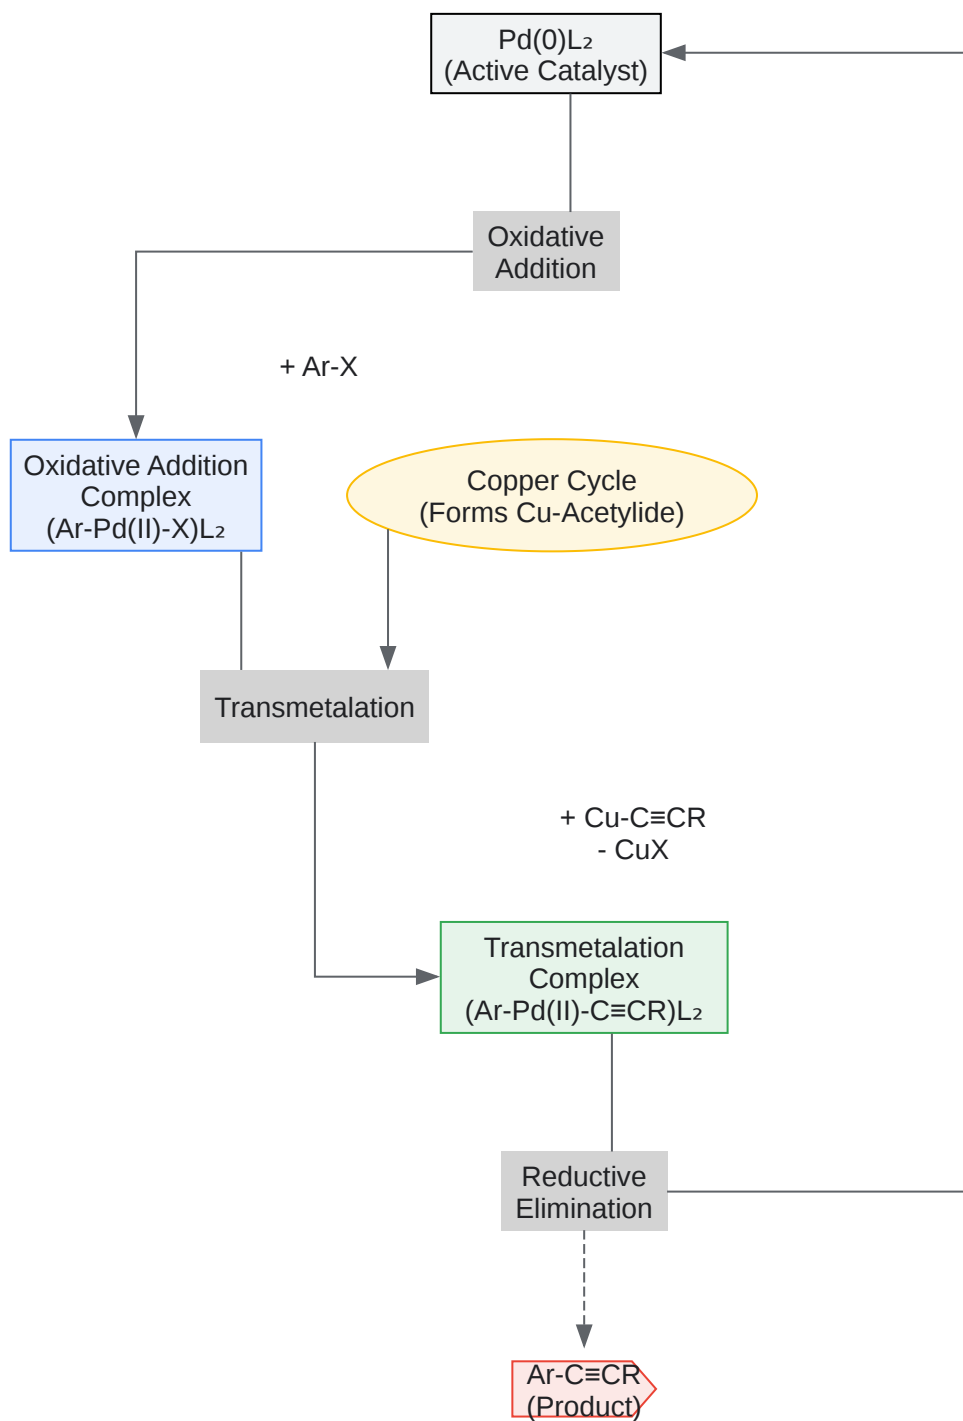 Pd(0)L₂
(Active Catalyst)
Oxidative
Addition
+ Ar-X
Oxidative Addition
Complex
(Ar-Pd(II)-X)L₂
Copper Cycle
(Forms Cu-Acetylide)
Transmetalation
+ Cu-C≡CR
- CuX
Transmetalation
Complex
(Ar-Pd(II)-C≡CR)L₂
Reductive
Elimination
Ar-C≡CR
(Product)